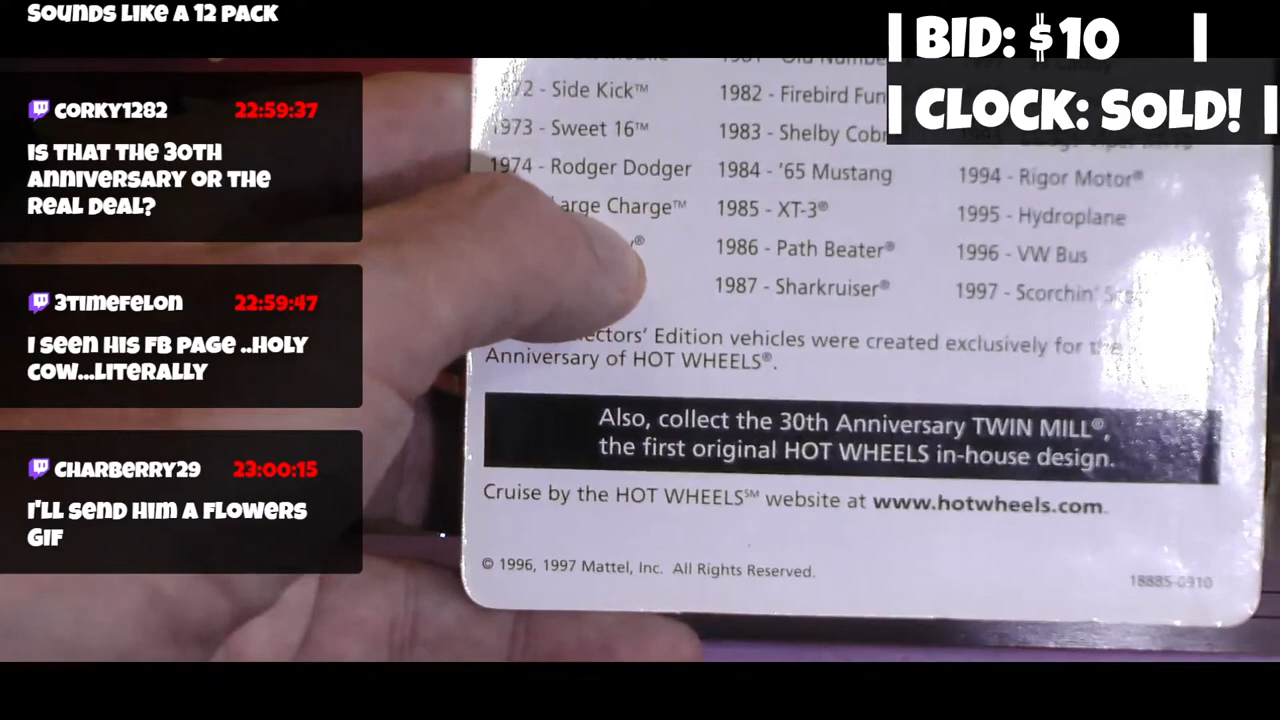 SOUNDS LIKE A 12 PACK
| BID: $10 |
| CLOCK: SOLD! |
CORKY1282 22:59:37
IS THAT THE 30TH
ANNIVERSARY OR THE
REAL DEAL?
3TIMEFELON 22:59:47
I SEEN HIS FB PAGE ..HOLY
COW...LITERALLY
CHARBERRY29 23:00:15
I'LL SEND HIM A FLOWERS
GIF
72 - Side Kick™
1973 - Sweet 16™
1974 - Rodger Dodger
Large Charge™
1982 - Firebird Fun
1983 - Shelby Cobr
1984 - '65 Mustang
1985 - XT-3®
1986 - Path Beater®
1987 - Sharkruiser®
1994 - Rigor Motor®
1995 - Hydroplane
1996 - VW Bus
1997 - Scorchin'
ectors' Edition vehicles were created exclusively for the
Anniversary of HOT WHEELS®.
Also, collect the 30th Anniversary TWIN MILL®,
the first original HOT WHEELS in-house design.
Cruise by the HOT WHEELS℠ website at www.hotwheels.com.
© 1996, 1997 Mattel, Inc. All Rights Reserved.
18885-0910